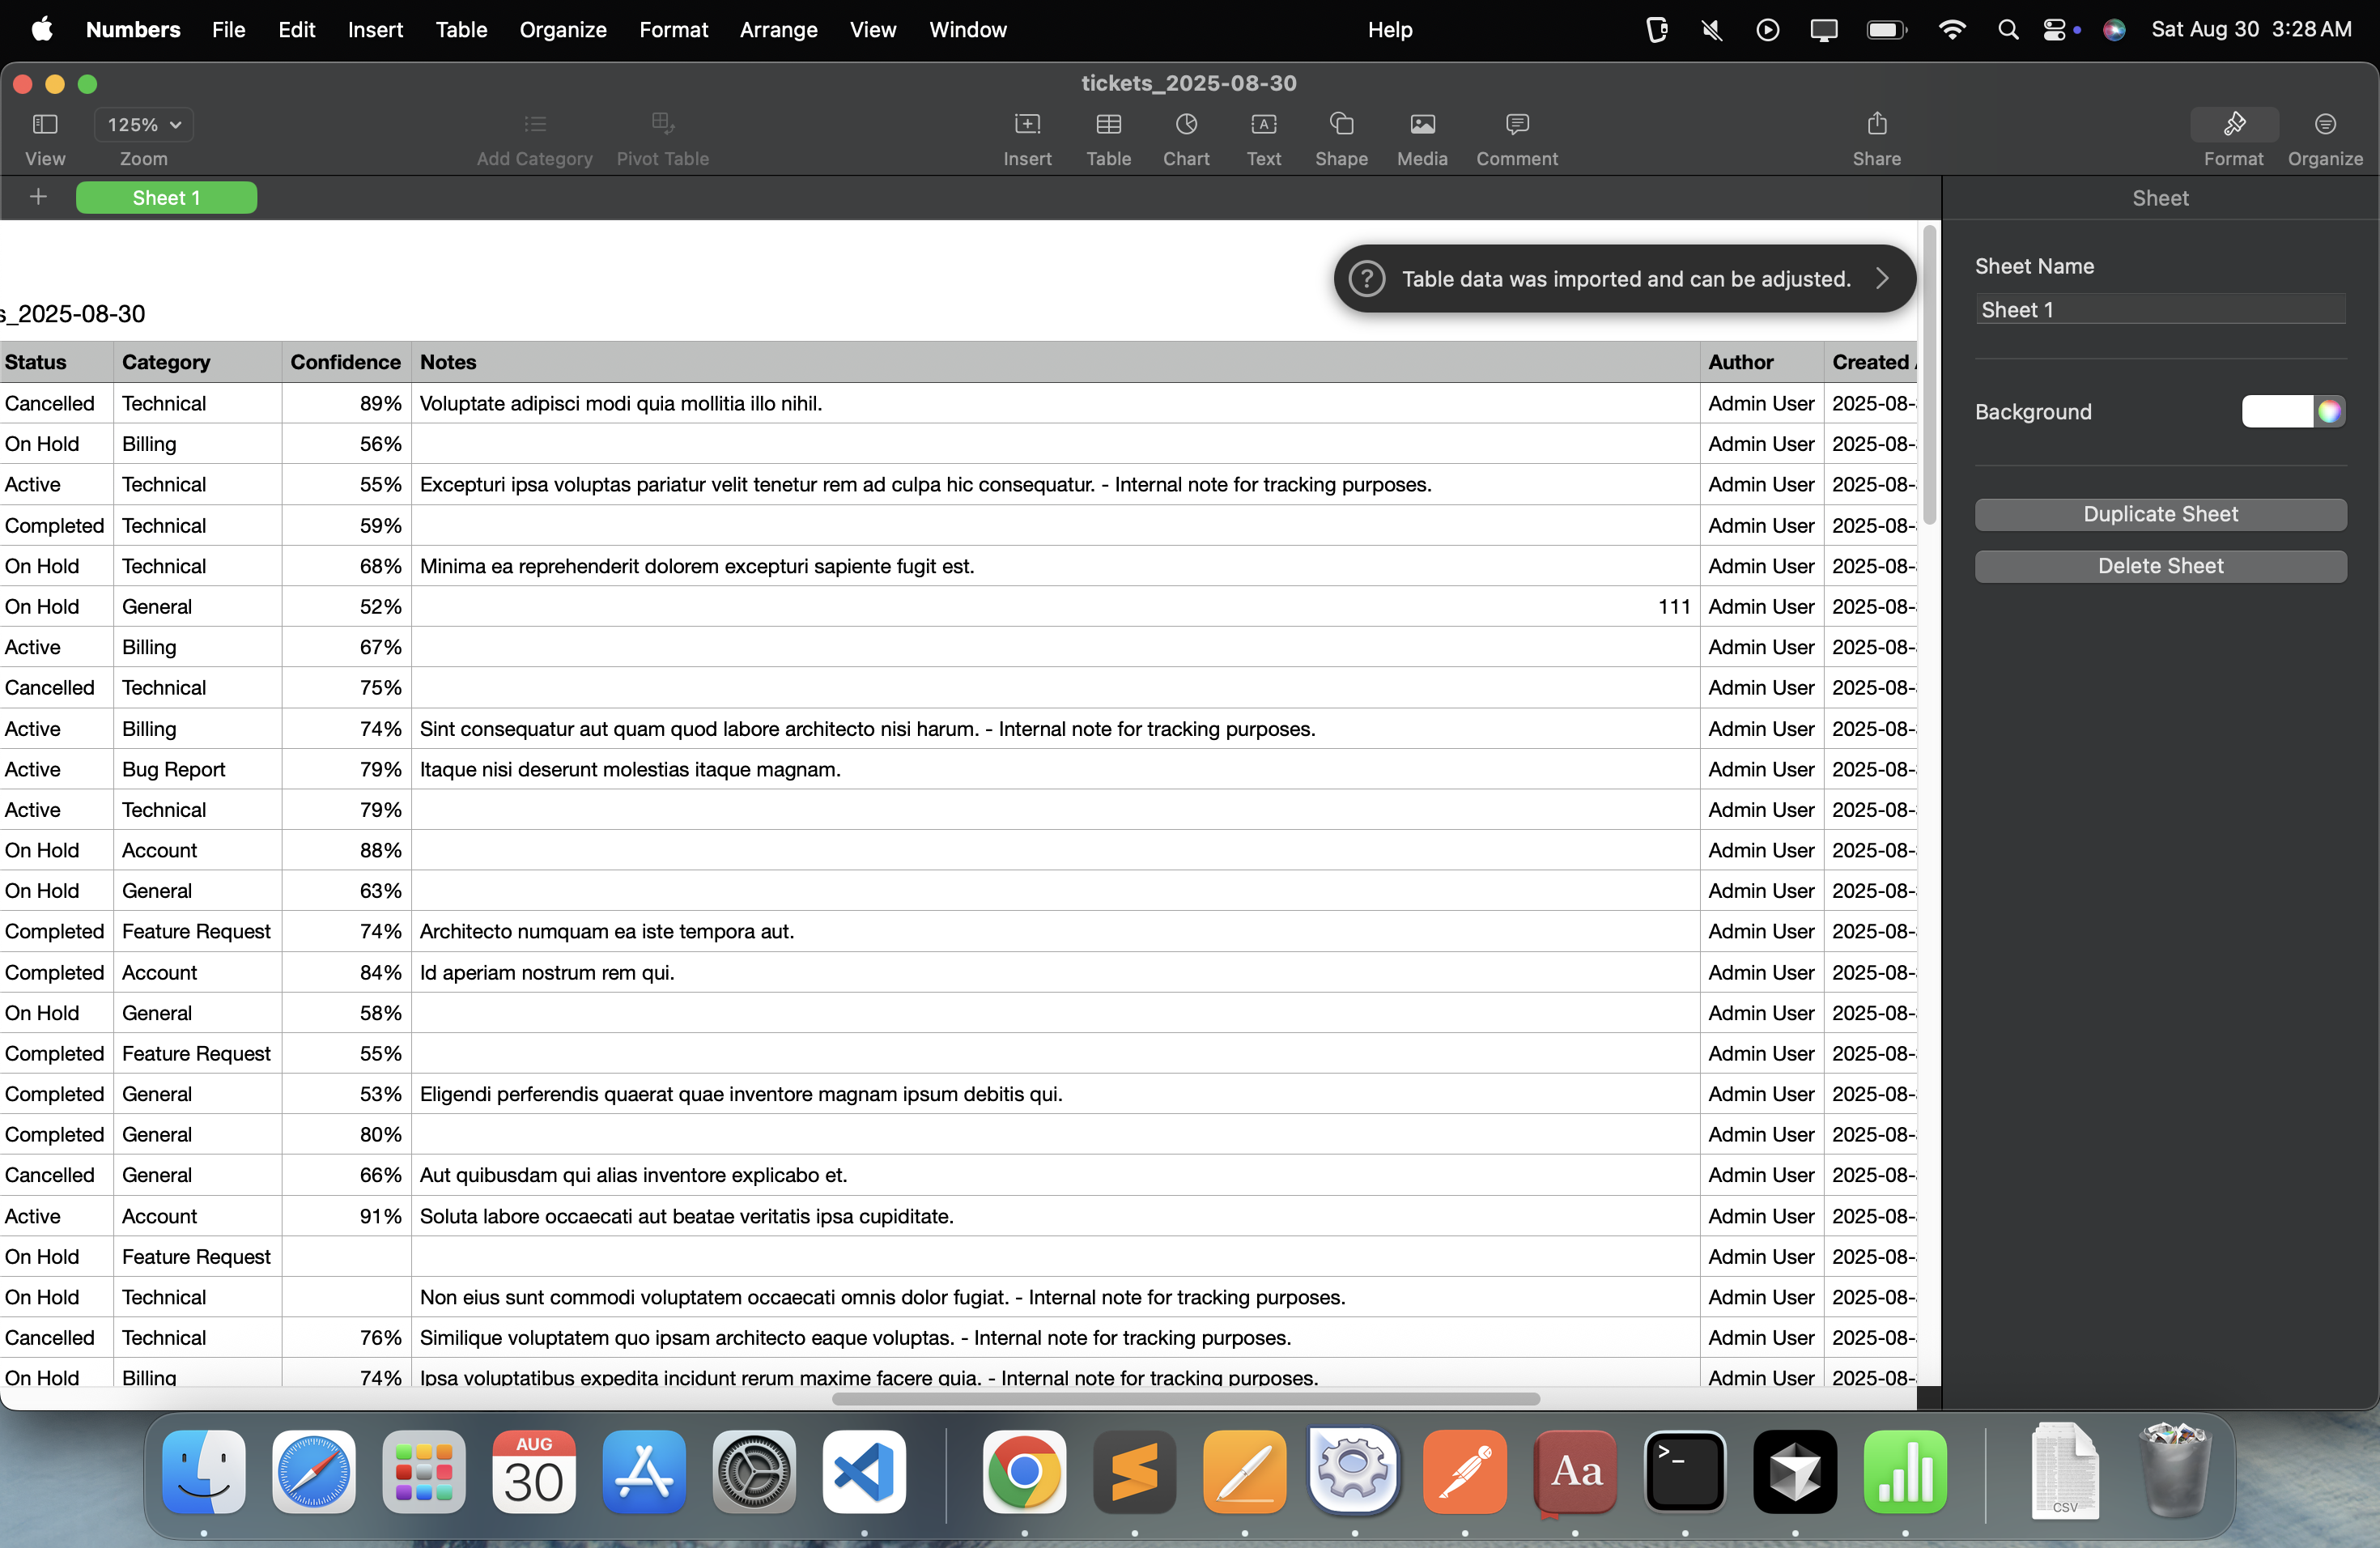 Numbers File Edit Insert Table Organize Format Arrange View Window Help Sat Aug 30 3:28 AM
tickets_2025-08-30
125%
View Zoom Add Category Pivot Table Insert Table Chart Text Shape Media Comment Share Format Organize
Sheet 1 Sheet
Table data was imported and can be adjusted.
s_2025-08-30
Status Category Confidence Notes Author Created
Cancelled Technical 89% Voluptate adipisci modi quia mollitia illo nihil. Admin User 2025-08-
On Hold Billing 56% Admin User 2025-08-
Active Technical 55% Excepturi ipsa voluptas pariatur velit tenetur rem ad culpa hic consequatur. - Internal note for tracking purposes. Admin User 2025-08-
Completed Technical 59% Admin User 2025-08-
On Hold Technical 68% Minima ea reprehenderit dolorem excepturi sapiente fugit est. Admin User 2025-08-
On Hold General 52% 111 Admin User 2025-08-
Active Billing 67% Admin User 2025-08-
Cancelled Technical 75% Admin User 2025-08-
Active Billing 74% Sint consequatur aut quam quod labore architecto nisi harum. - Internal note for tracking purposes. Admin User 2025-08-
Active Bug Report 79% Itaque nisi deserunt molestias itaque magnam. Admin User 2025-08-
Active Technical 79% Admin User 2025-08-
On Hold Account 88% Admin User 2025-08-
On Hold General 63% Admin User 2025-08-
Completed Feature Request 74% Architecto numquam ea iste tempora aut. Admin User 2025-08-
Completed Account 84% Id aperiam nostrum rem qui. Admin User 2025-08-
On Hold General 58% Admin User 2025-08-
Completed Feature Request 55% Admin User 2025-08-
Completed General 53% Eligendi perferendis quaerat quae inventore magnam ipsum debitis qui. Admin User 2025-08-
Completed General 80% Admin User 2025-08-
Cancelled General 66% Aut quibusdam qui alias inventore explicabo et. Admin User 2025-08-
Active Account 91% Soluta labore occaecati aut beatae veritatis ipsa cupiditate. Admin User 2025-08-
On Hold Feature Request Admin User 2025-08-
On Hold Technical Non eius sunt commodi voluptatem occaecati omnis dolor fugiat. - Internal note for tracking purposes. Admin User 2025-08-
Cancelled Technical 76% Similique voluptatem quo ipsam architecto eaque voluptas. - Internal note for tracking purposes. Admin User 2025-08-
On Hold Billing 74% Ipsa voluptatibus expedita incidunt rerum maxime facere quia. - Internal note for tracking purposes. Admin User 2025-08-
Sheet Name
Sheet 1
Background
Duplicate Sheet
Delete Sheet
AUG
30
Aa
>_
CSV